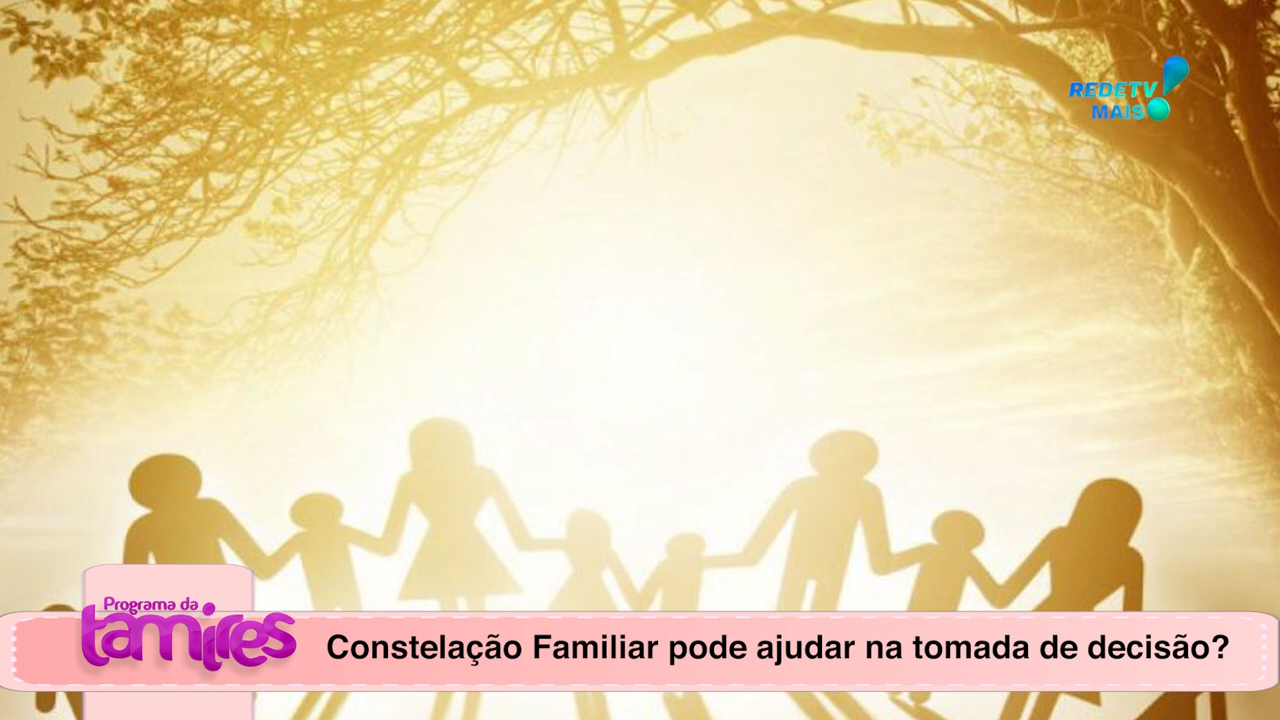 REDETV!
MAIS
Programa da
tamires
Constelação Familiar pode ajudar na tomada de decisão?